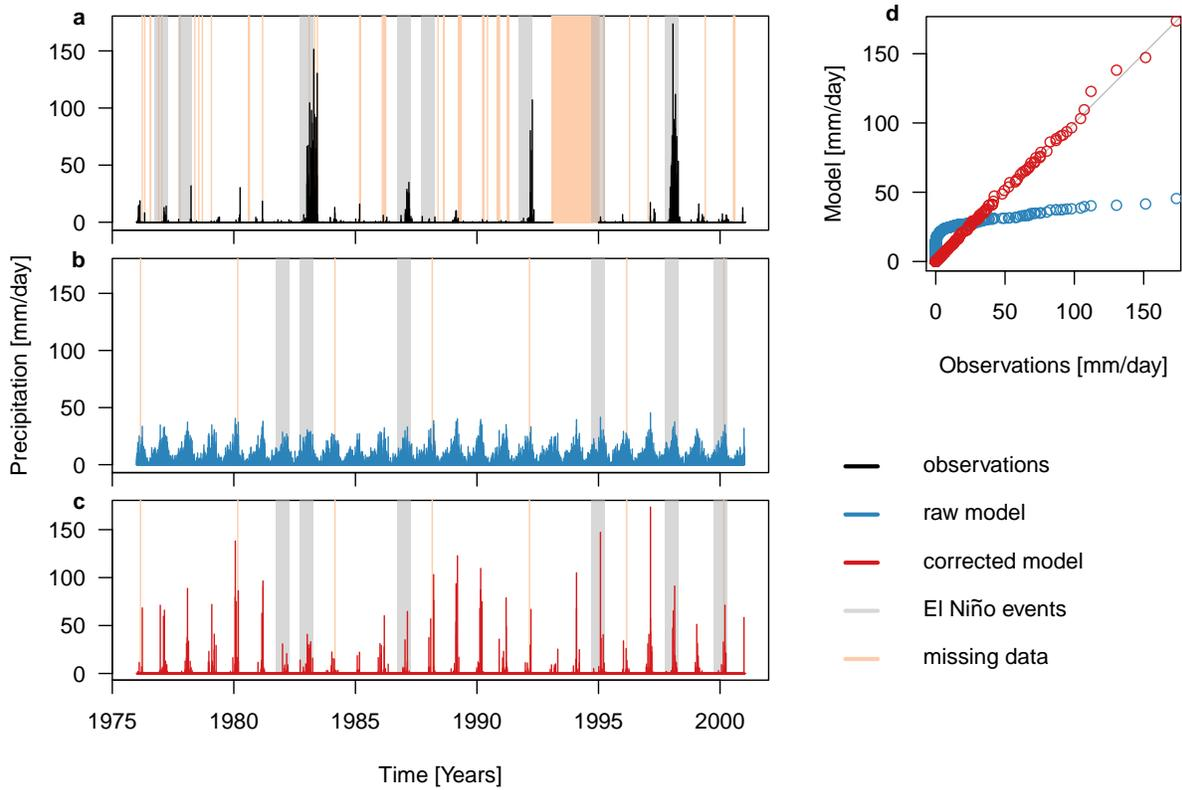 a
150
100
50
0
b
150
100
50
0
c
150
100
50
0
Precipitation [mm/day]
1975 1980 1985 1990 1995 2000
Time [Years]
d
150
100
50
0
Model [mm/day]
0 50 100 150
Observations [mm/day]
observations
raw model
corrected model
El Niño events
missing data